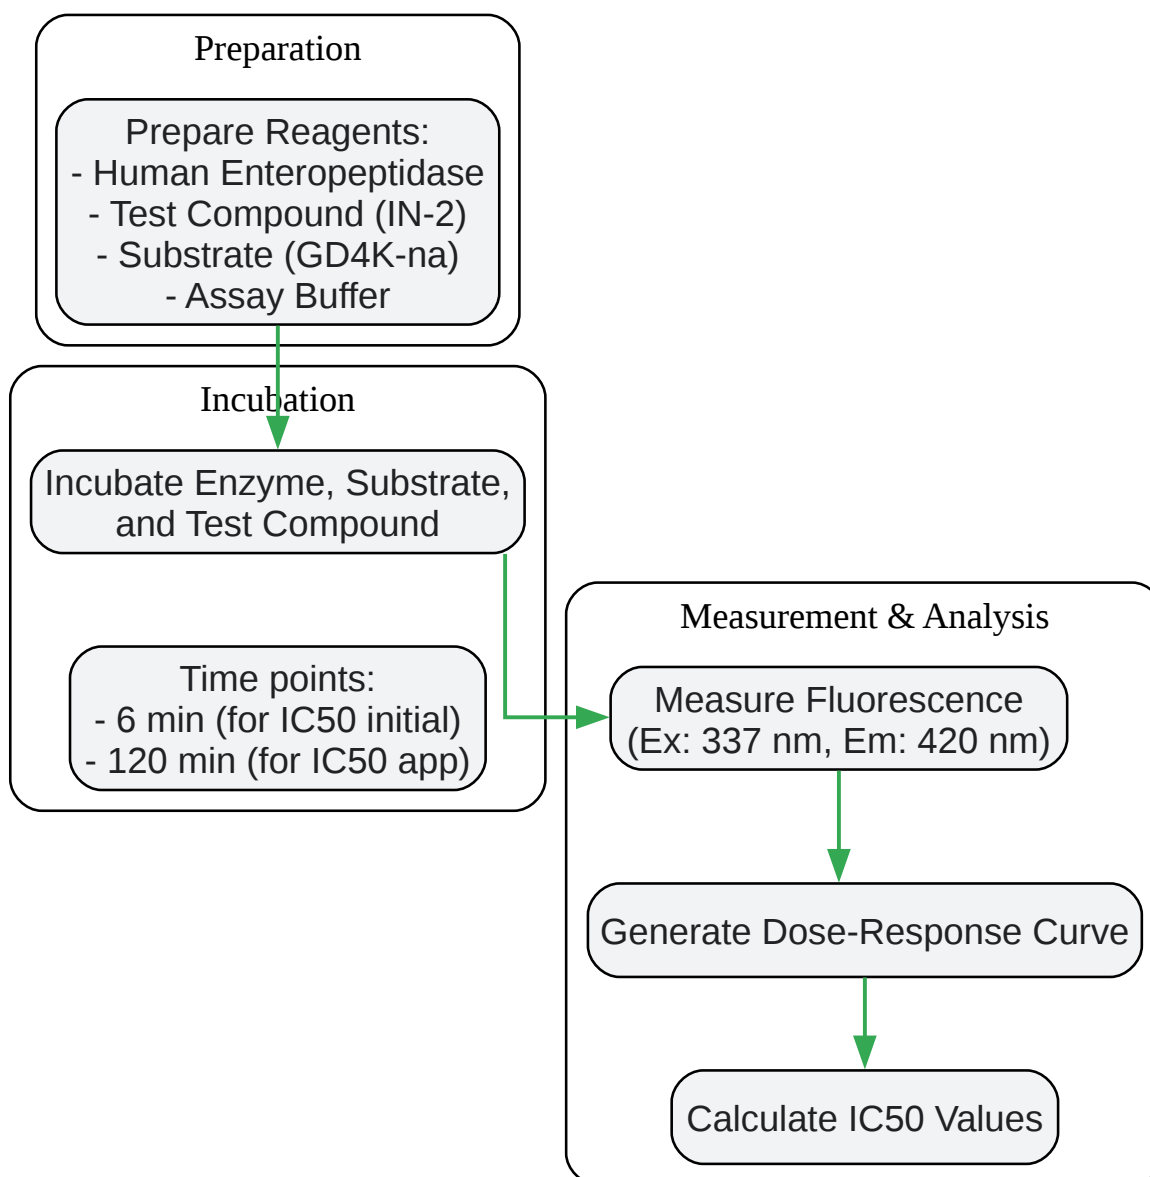 Preparation
Prepare Reagents:
- Human Enteropeptidase
- Test Compound (IN-2)
- Substrate (GD4K-na)
- Assay Buffer
Incubation
Incubate Enzyme, Substrate,
and Test Compound
Time points:
- 6 min (for IC50 initial)
- 120 min (for IC50 app)
Measurement & Analysis
Measure Fluorescence
(Ex: 337 nm, Em: 420 nm)
Generate Dose-Response Curve
Calculate IC50 Values